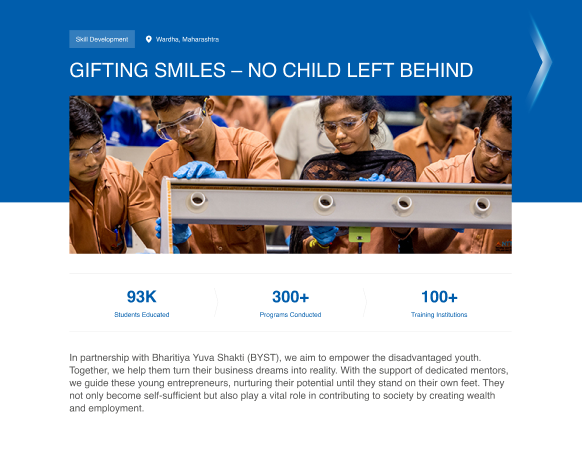 Skill Development
Wardha, Maharashtra
GIFTING SMILES – NO CHILD LEFT BEHIND
93K
300+
100+
Students Educated
Programs Conducted
Training Institutions
In partnership with Bharitiya Yuva Shakti (BYST), we aim to empower the disadvantaged youth.
Together, we help them turn their business dreams into reality. With the support of dedicated mentors,
we guide these young entrepreneurs, nurturing their potential until they stand on their own feet. They
not only become self-sufficient but also play a vital role in contributing to society by creating wealth
and employment.